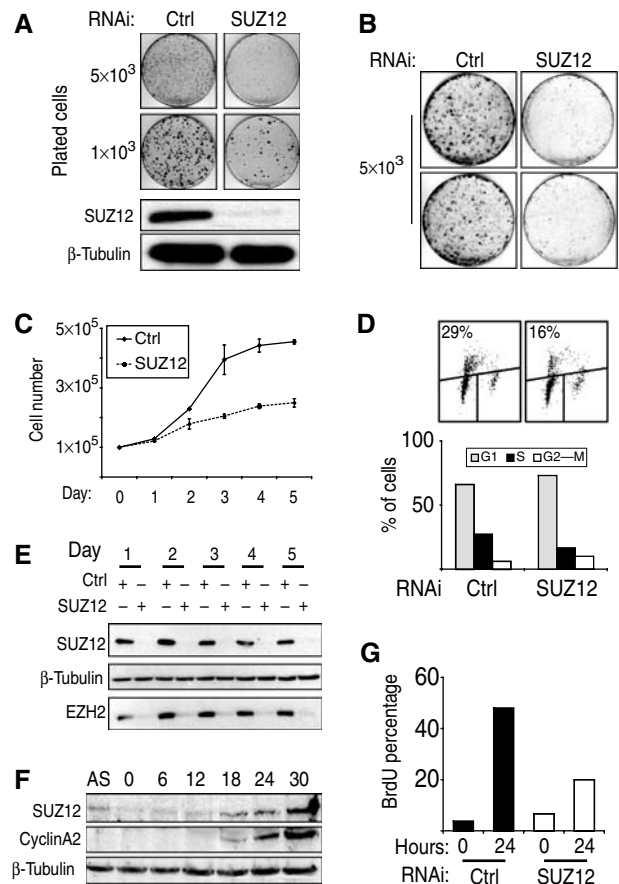 A
RNAi: Ctrl SUZ12
5×10³
1×10³
Plated cells
SUZ12
β-Tubulin
B
Ctrl SUZ12
RNAi:
5×10³
C
5×10⁵
3×10⁵
1×10⁵
Cell number
Ctrl
SUZ12
Day: 0 1 2 3 4 5
D
29% 16%
100
50
0
% of cells
G1 S G2—M
RNAi Ctrl SUZ12
E
Day 1 2 3 4 5
Ctrl + – + – + – + – + –
SUZ12 – + – + – + – + – +
SUZ12
β-Tubulin
EZH2
F
AS 0 6 12 18 24 30
SUZ12
CyclinA2
β-Tubulin
G
60
40
20
BrdU percentage
Hours: 0 24 0 24
RNAi: Ctrl SUZ12